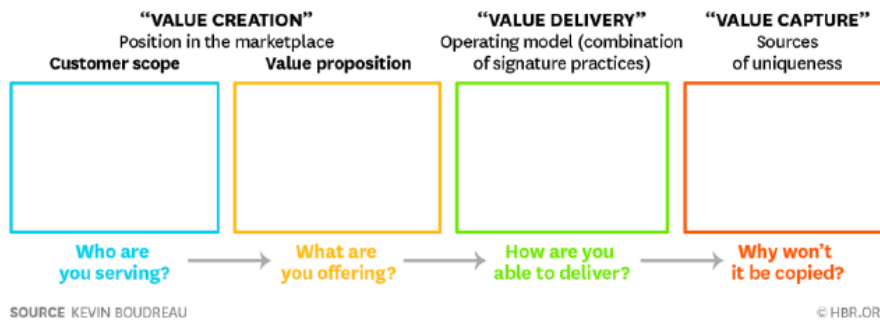 “VALUE CREATION”
Position in the marketplace
Customer scope
Value proposition
“VALUE DELIVERY”
Operating model (combination
of signature practices)
“VALUE CAPTURE”
Sources
of uniqueness
Who are
you serving?
What are
you offering?
How are you
able to deliver?
Why won’t
it be copied?
SOURCE KEVIN BOUDREAU
© HBR.OR